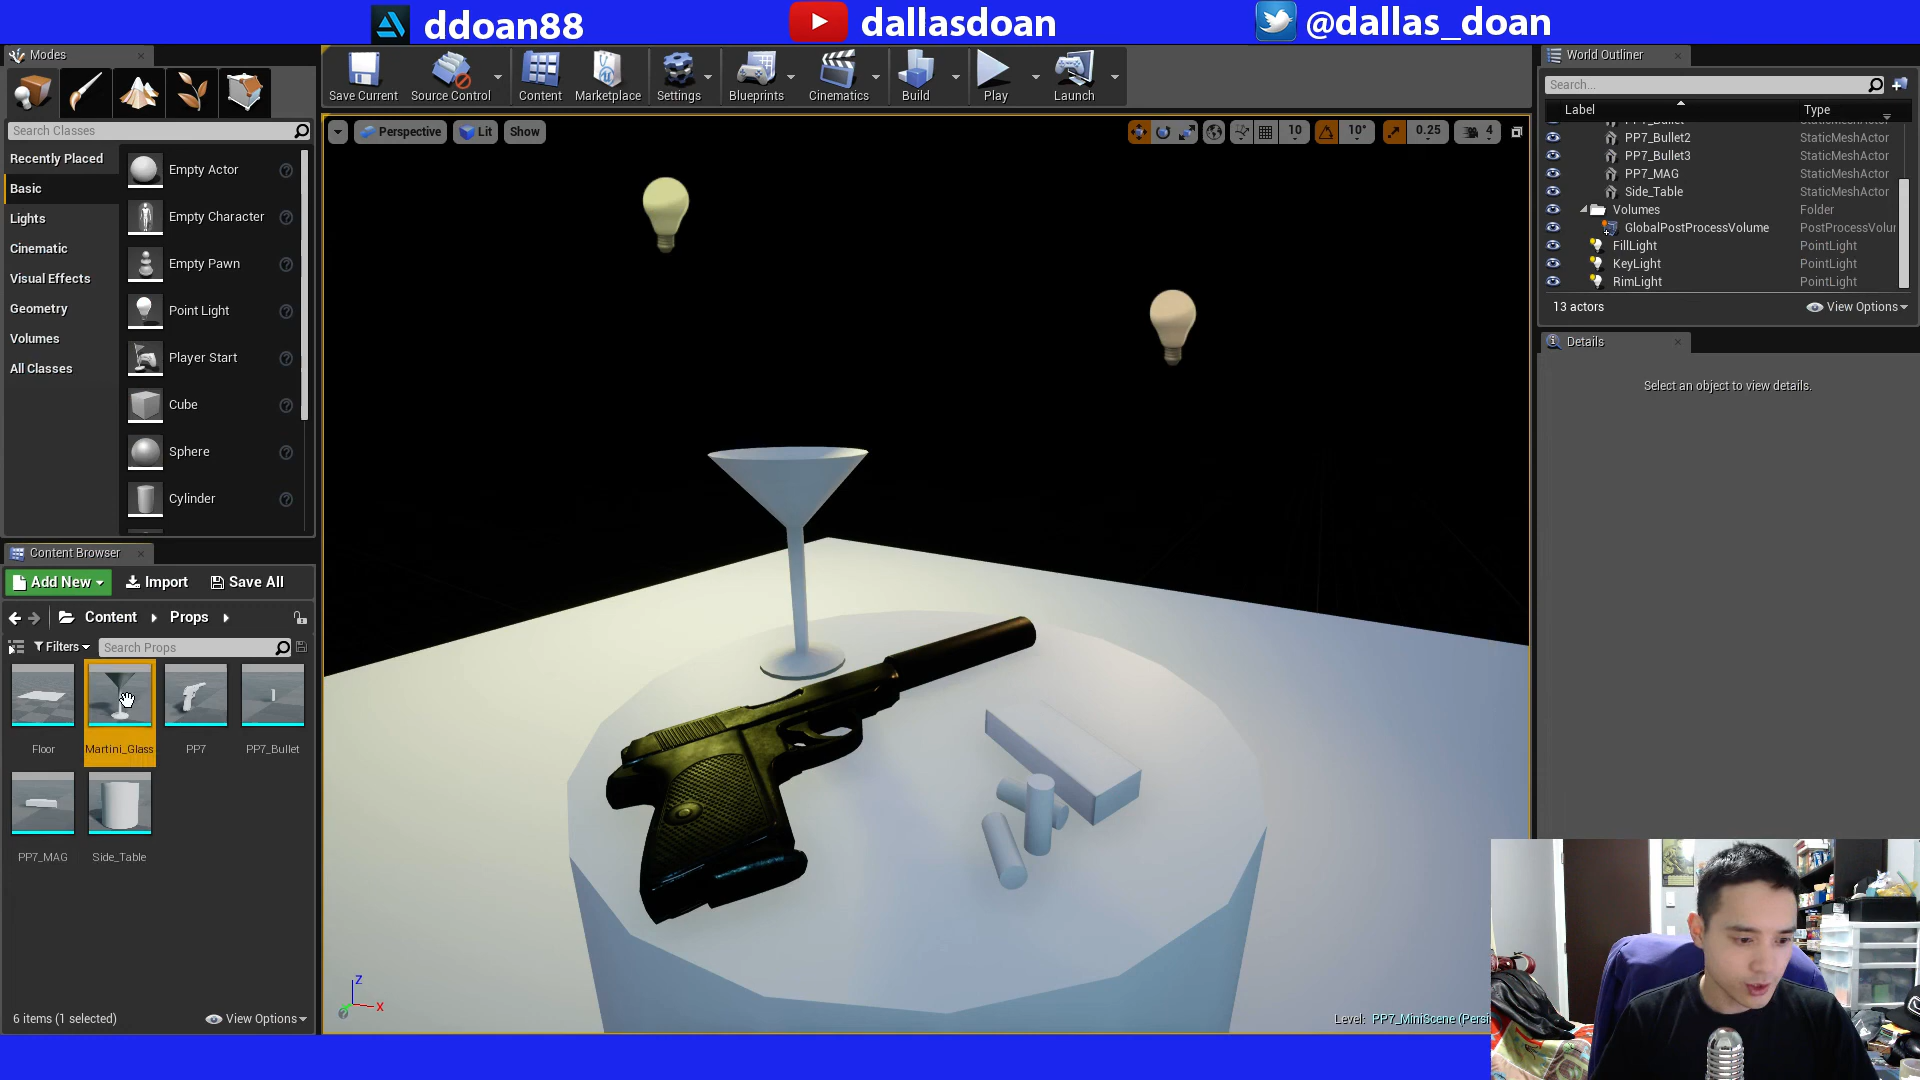 ddoan88
dallasdoan
@dallas_doan
Modes
World Outliner
Save Current
Source Control
Content
Marketplace
Settings
Blueprints
Cinematics
Build
Play
Launch
Search...
Label
Type
Search Classes
Perspective
Lit
Show
10
10°
0.25
4
PP7_Bullet2
StaticMeshActor
PP7_Bullet3
StaticMeshActor
PP7_MAG
StaticMeshActor
Side_Table
StaticMeshActor
Volumes
Folder
GlobalPostProcessVolume
PostProcessVolu
FillLight
PointLight
KeyLight
PointLight
RimLight
PointLight
13 actors
View Options
Details
Select an object to view details.
Recently Placed
Basic
Lights
Cinematic
Visual Effects
Geometry
Volumes
All Classes
Empty Actor
Empty Character
Empty Pawn
Point Light
Player Start
Cube
Sphere
Cylinder
Content Browser
Add New
Import
Save All
Content
Props
Filters
Search Props
Floor
Martini_Glass
PP7
PP7_Bullet
PP7_MAG
Side_Table
6 items (1 selected)
View Options
Z
X
Level: PP7_MiniScene (Persi